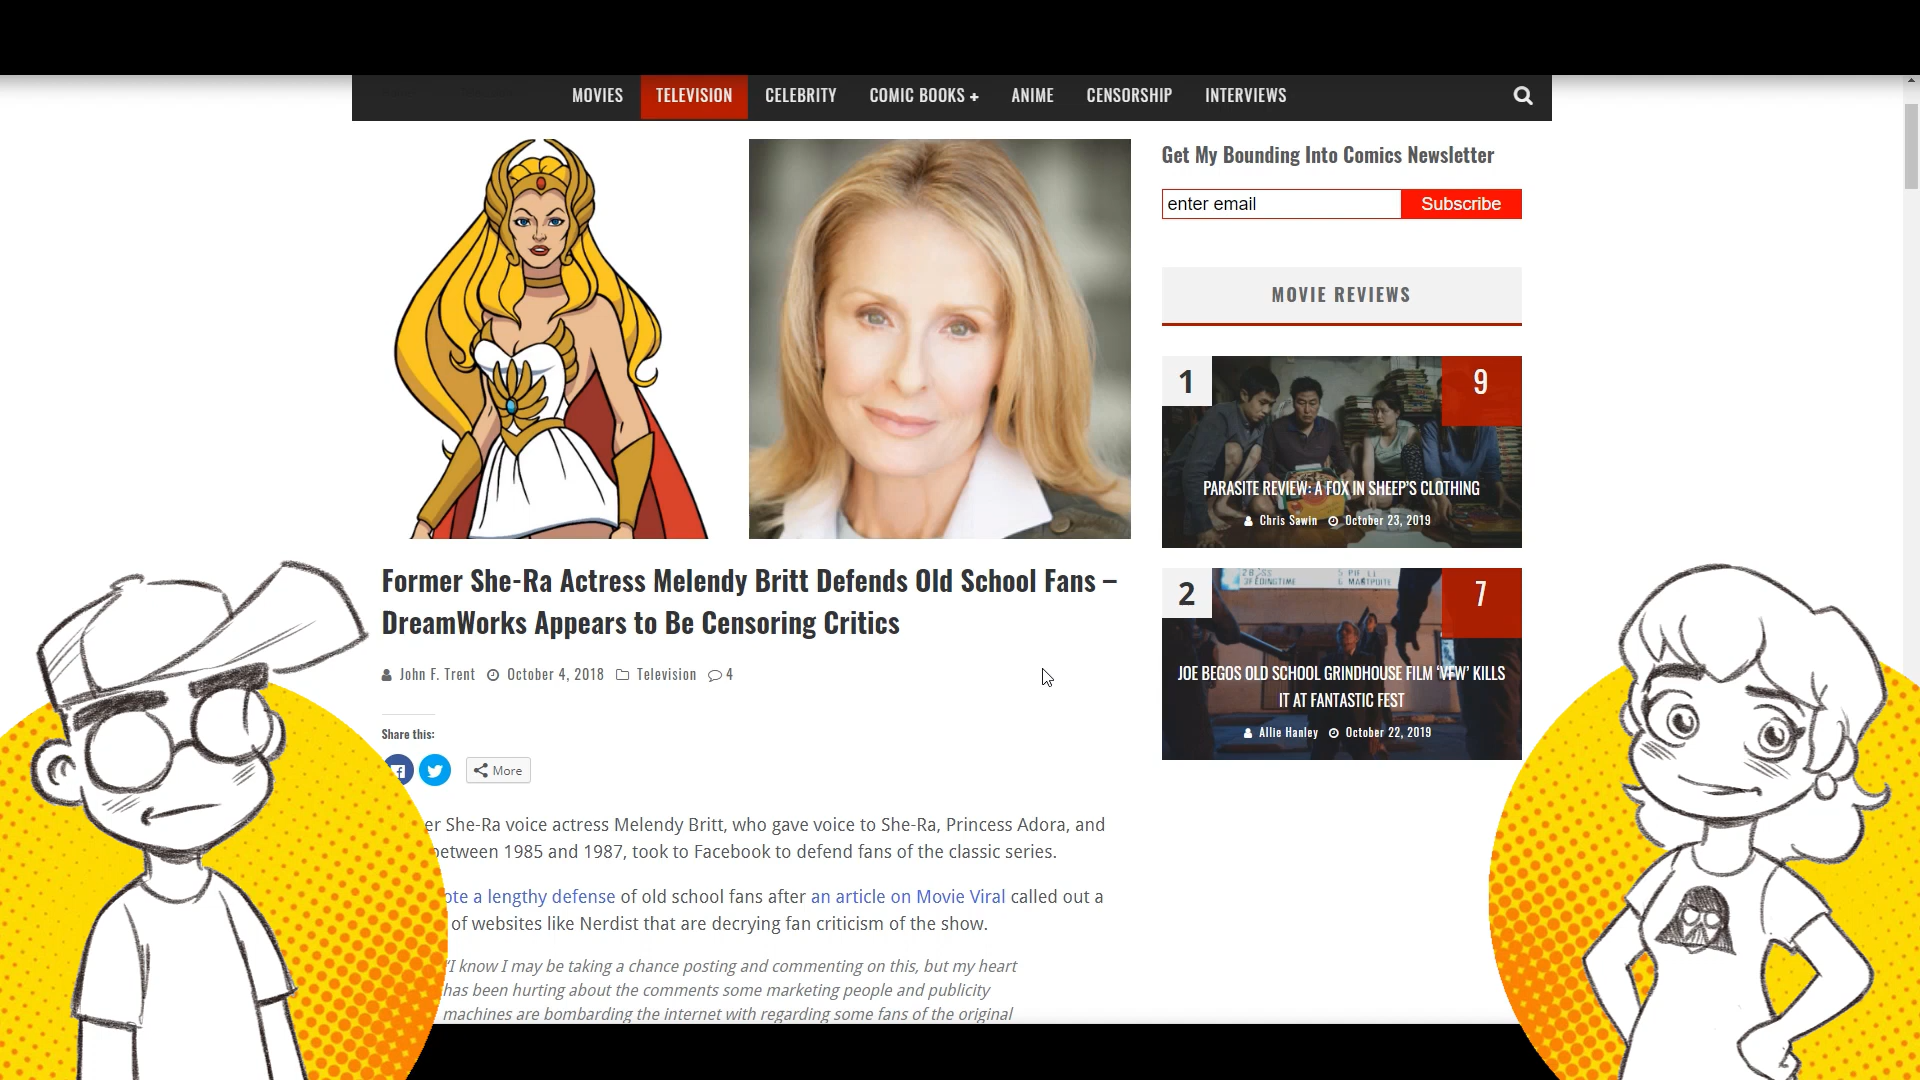 MOVIES TELEVISION CELEBRITY COMIC BOOKS + ANIME CENSORSHIP INTERVIEWS
Get My Bounding Into Comics Newsletter
enter email Subscribe
MOVIE REVIEWS
1 9
PARASITE REVIEW: A FOX IN SHEEP'S CLOTHING
Chris Sawin October 23, 2019
2 7
JOE BEGOS OLD SCHOOL GRINDHOUSE FILM ‘VFW’ KILLS
IT AT FANTASTIC FEST
Allie Hanley October 22, 2019
Former She-Ra Actress Melendy Britt Defends Old School Fans –
DreamWorks Appears to Be Censoring Critics
John F. Trent October 4, 2018 Television 4
Share this:
More
er She-Ra voice actress Melendy Britt, who gave voice to She-Ra, Princess Adora, and
between 1985 and 1987, took to Facebook to defend fans of the classic series.
ote a lengthy defense of old school fans after an article on Movie Viral called out a
of websites like Nerdist that are decrying fan criticism of the show.
“I know I may be taking a chance posting and commenting on this, but my heart
has been hurting about the comments some marketing people and publicity
machines are bombarding the internet with regarding some fans of the original